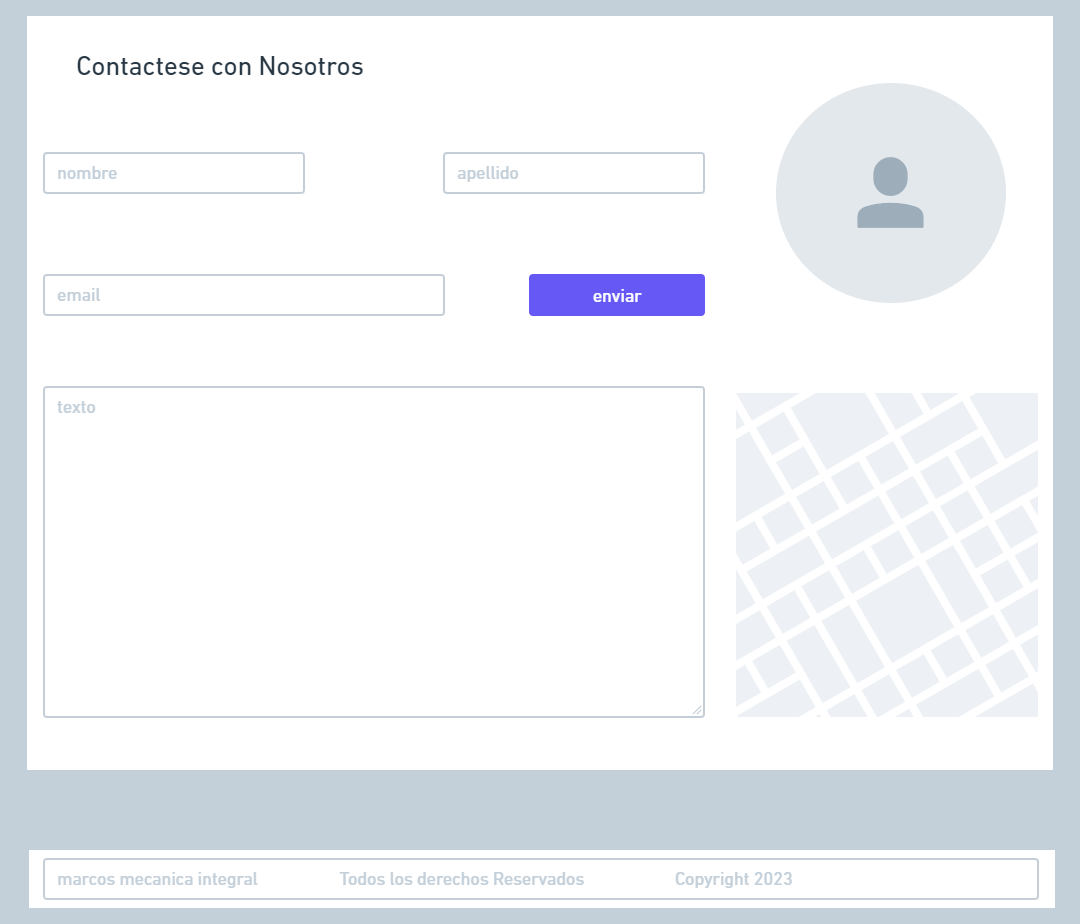 Contactese con Nosotros
nombre
apellido
email
enviar
texto
marcos mecanica integral Todos los derechos Reservados Copyright 2023